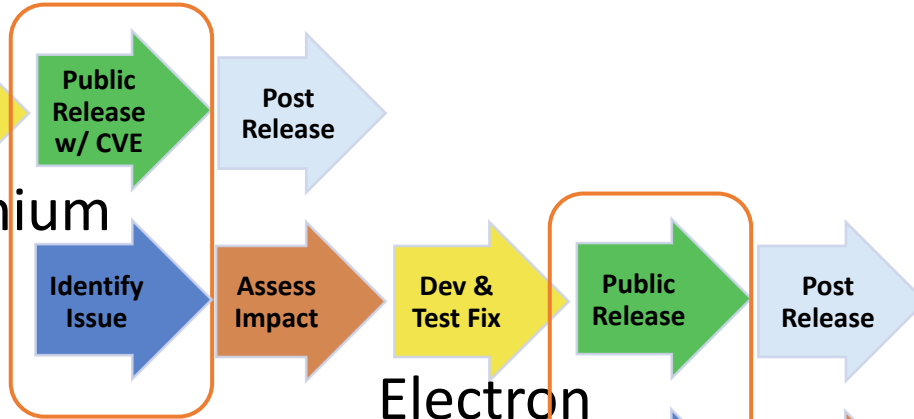 Public
Release
w/ CVE
Post
Release
nium
Identify
Issue
Assess
Impact
Dev &
Test Fix
Public
Release
Post
Release
Electron